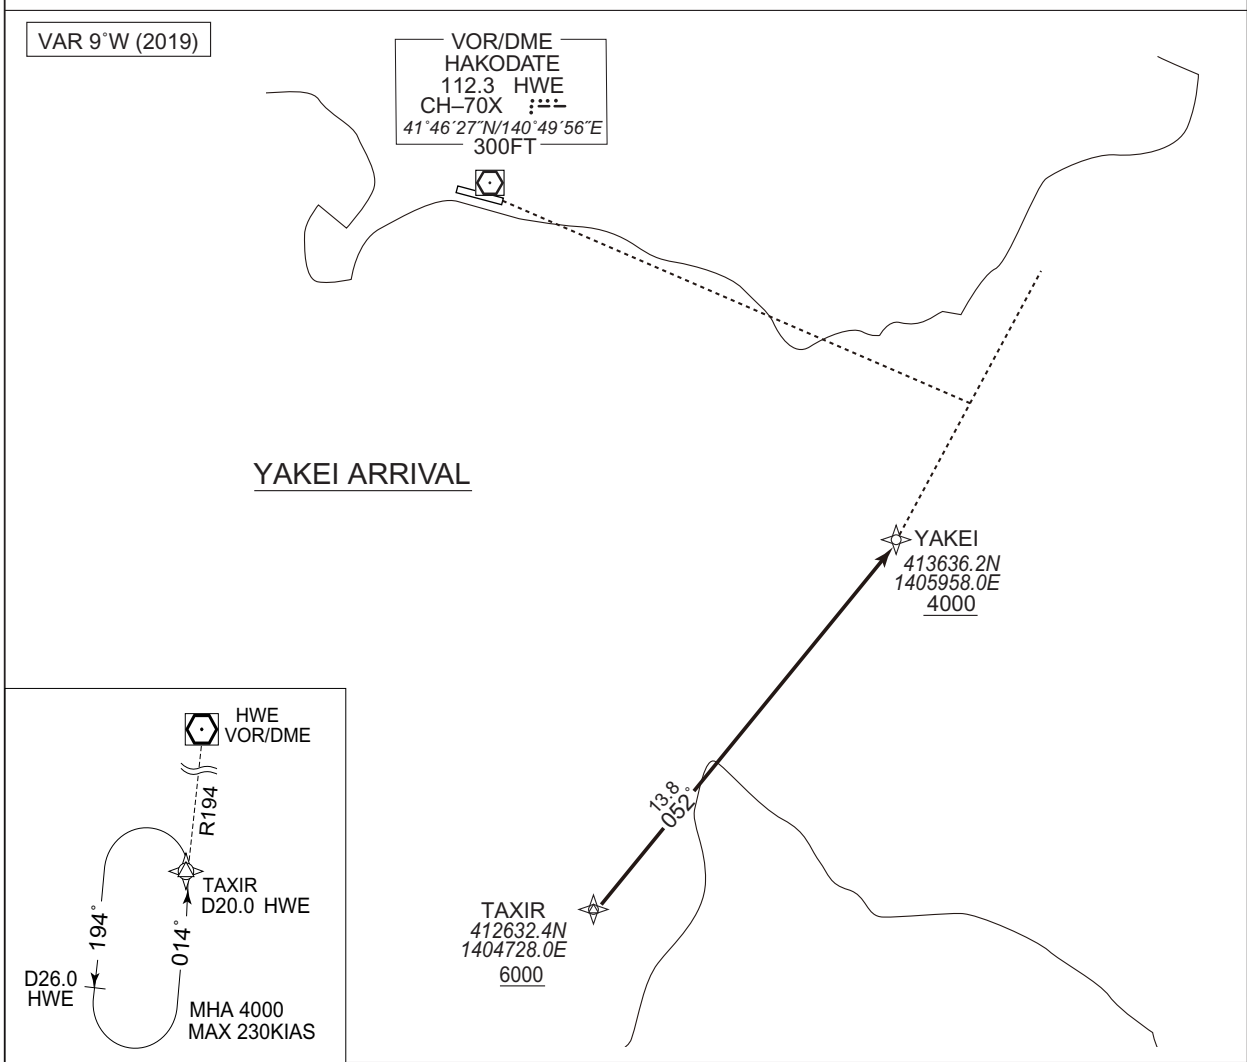 VAR 9°W (2019)
VOR/DME
HAKODATE
112.3 HWE
CH–70X
41°46´27˝N/140°49´56˝E
300FT
YAKEI ARRIVAL
YAKEI
413636.2N
1405958.0E
4000
13.8
052°
TAXIR
412632.4N
1404728.0E
6000
HWE
VOR/DME
R194
TAXIR
D20.0 HWE
194°
014°
D26.0
HWE
MHA 4000
MAX 230KIAS